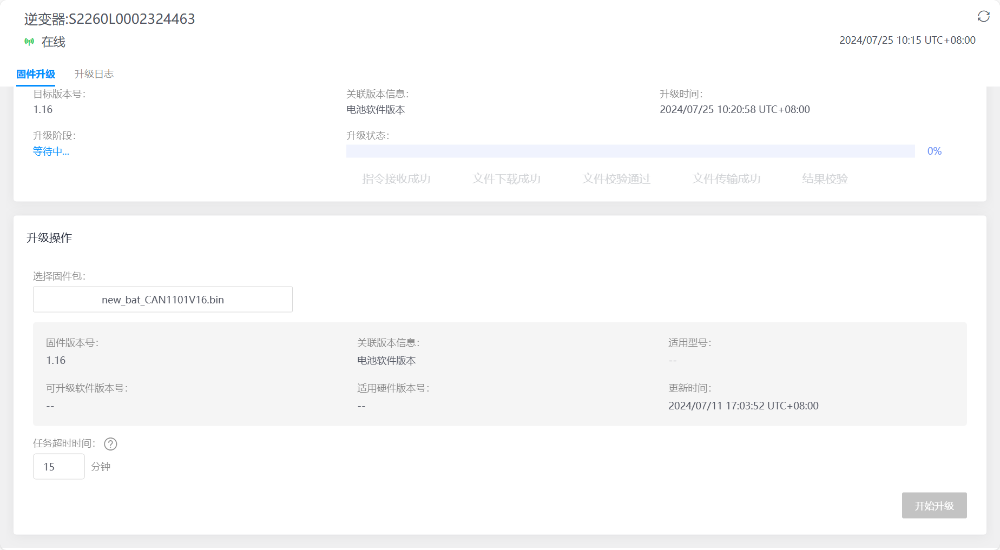 逆变器:S2260L0002324463
在线
2024/07/25 10:15 UTC+08:00
固件升级
升级日志
目标版本号：
1.16
关联版本信息：
电池软件版本
升级时间：
2024/07/25 10:20:58 UTC+08:00
升级阶段：
等待中...
升级状态：
0%
指令接收成功
文件下载成功
文件校验通过
文件传输成功
结果校验
升级操作
选择固件包：
new_bat_CAN1101V16.bin
固件版本号：
1.16
关联版本信息：
电池软件版本
适用型号：
--
可升级软件版本号：
--
适用硬件版本号：
--
更新时间：
2024/07/11 17:03:52 UTC+08:00
任务超时时间： ?
15 分钟
开始升级